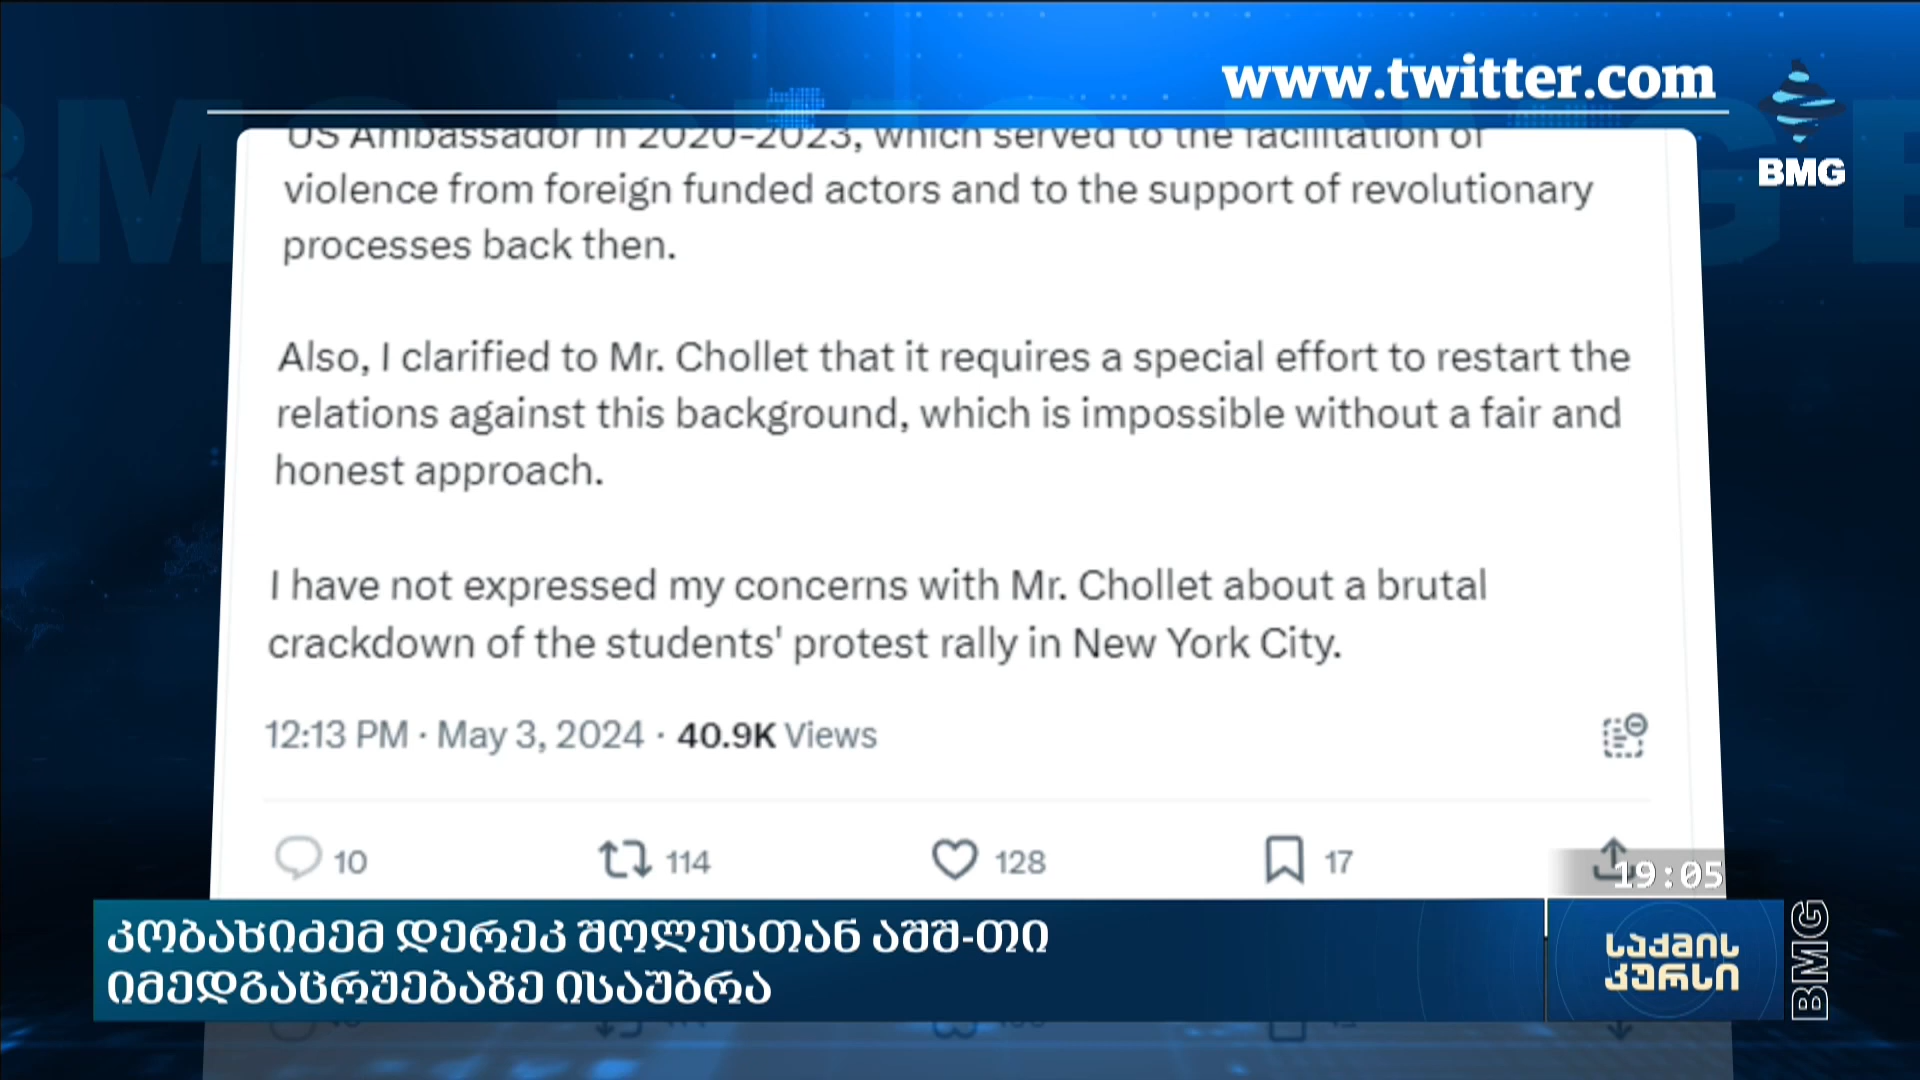 www.twitter.com
BMG
US Ambassador in 2020-2023, which served to the facilitation of
violence from foreign funded actors and to the support of revolutionary
processes back then.
Also, I clarified to Mr. Chollet that it requires a special effort to restart the
relations against this background, which is impossible without a fair and
honest approach.
I have not expressed my concerns with Mr. Chollet about a brutal
crackdown of the students' protest rally in New York City.
12:13 PM · May 3, 2024 · 40.9K Views
10 114 128 17
19:05
კობახიძემ დერეკ შოლესთან აშშ-თი
იმედგაცრუებაზე ისაუბრა
საქმის
კურსი
BMG